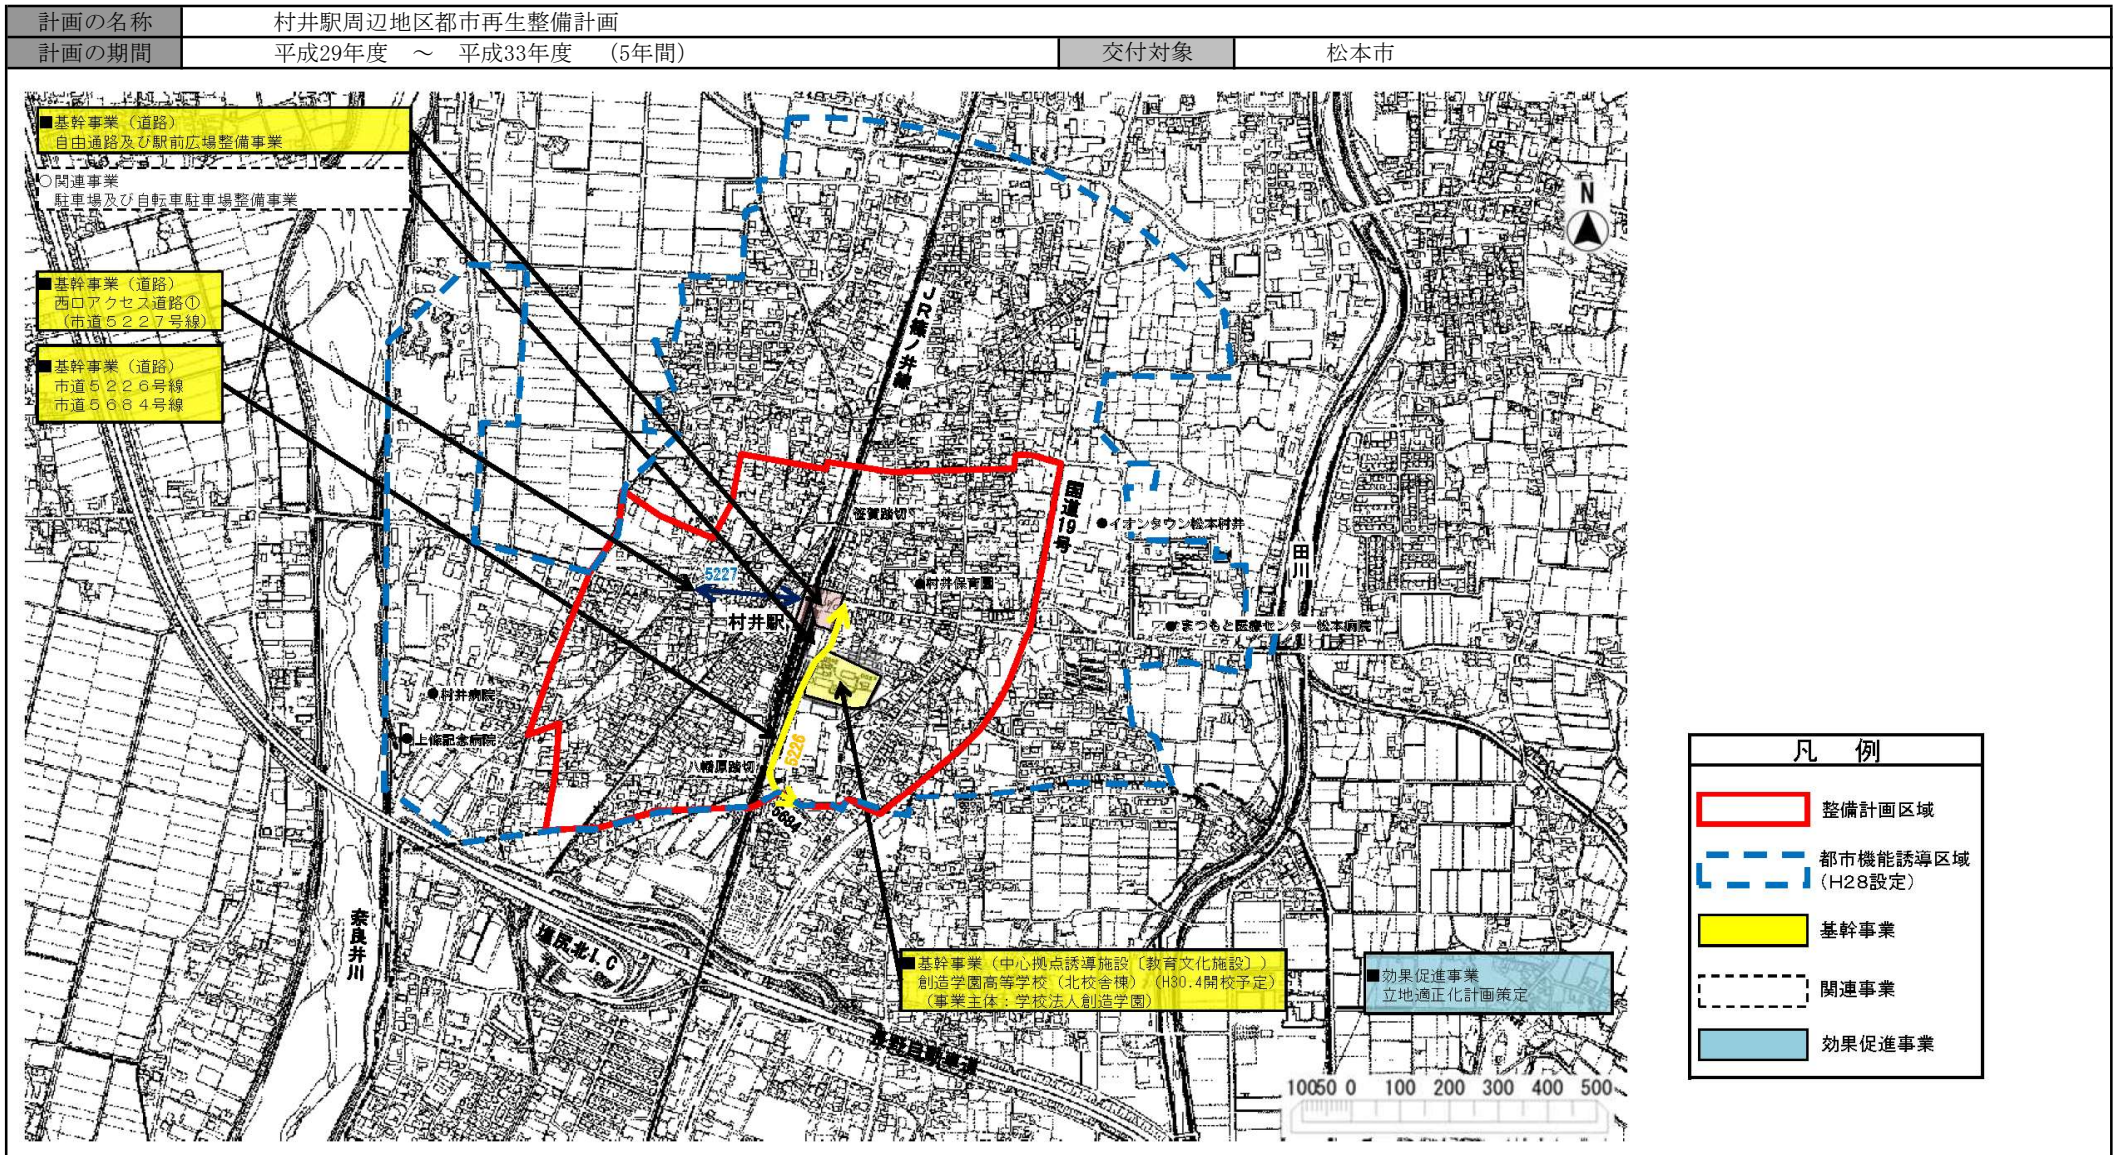 計画の名称 村井駅周辺地区都市再生整備計画
計画の期間 平成29年度 ～ 平成33年度 (5年間) 交付対象 松本市
■基幹事業（道路）
自由通路及び駅前広場整備事業
○関連事業
駐車場及び自転車駐車場整備事業
■基幹事業（道路）
西口アクセス道路①
（市道5227号線）
■基幹事業（道路）
市道5226号線
市道5684号線
N
JR篠ノ井線
国道19号
笹賀踏切
●イオンタウン松本村井
田川
5227
●村井保育園
村井駅
●まつもと医療センター松本病院
●村井病院
●上條記念病院
八幡原踏切
5226
5694
奈良井川
塩尻北I.C
長野自動車道
■基幹事業（中心拠点誘導施設〔教育文化施設〕）
創造学園高等学校（北校舎棟）（H30.4開校予定）
（事業主体：学校法人創造学園）
■効果促進事業
立地適正化計画策定
10050 0 100 200 300 400 500
凡 例
整備計画区域
都市機能誘導区域
(H28設定)
基幹事業
関連事業
効果促進事業